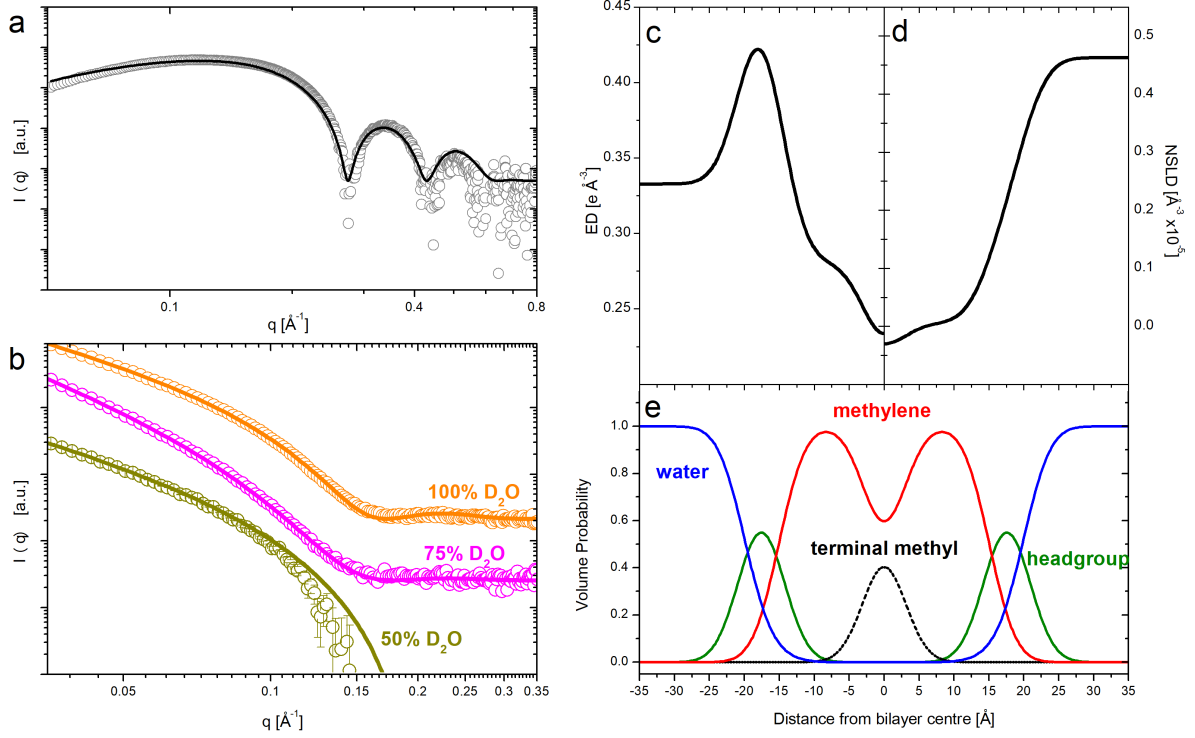 a
I (q) [a.u.]
0.1 0.4 0.8
q [Å-1]
b
I (q) [a.u.]
100% D2O
75% D2O
50% D2O
0.05 0.1 0.15 0.2 0.25 0.3 0.35
q [Å-1]
c
0.45
0.40
0.35
0.30
0.25
ED [e Å-3]
d
0.5
0.4
0.3
0.2
0.1
0.0
NSLD [Å-3 x10-5]
e
methylene
water
terminal methyl
headgroup
1.0
0.8
0.6
0.4
0.2
0.0
Volume Probability
-35 -30 -25 -20 -15 -10 -5 0 5 10 15 20 25 30 35
Distance from bilayer centre [Å]